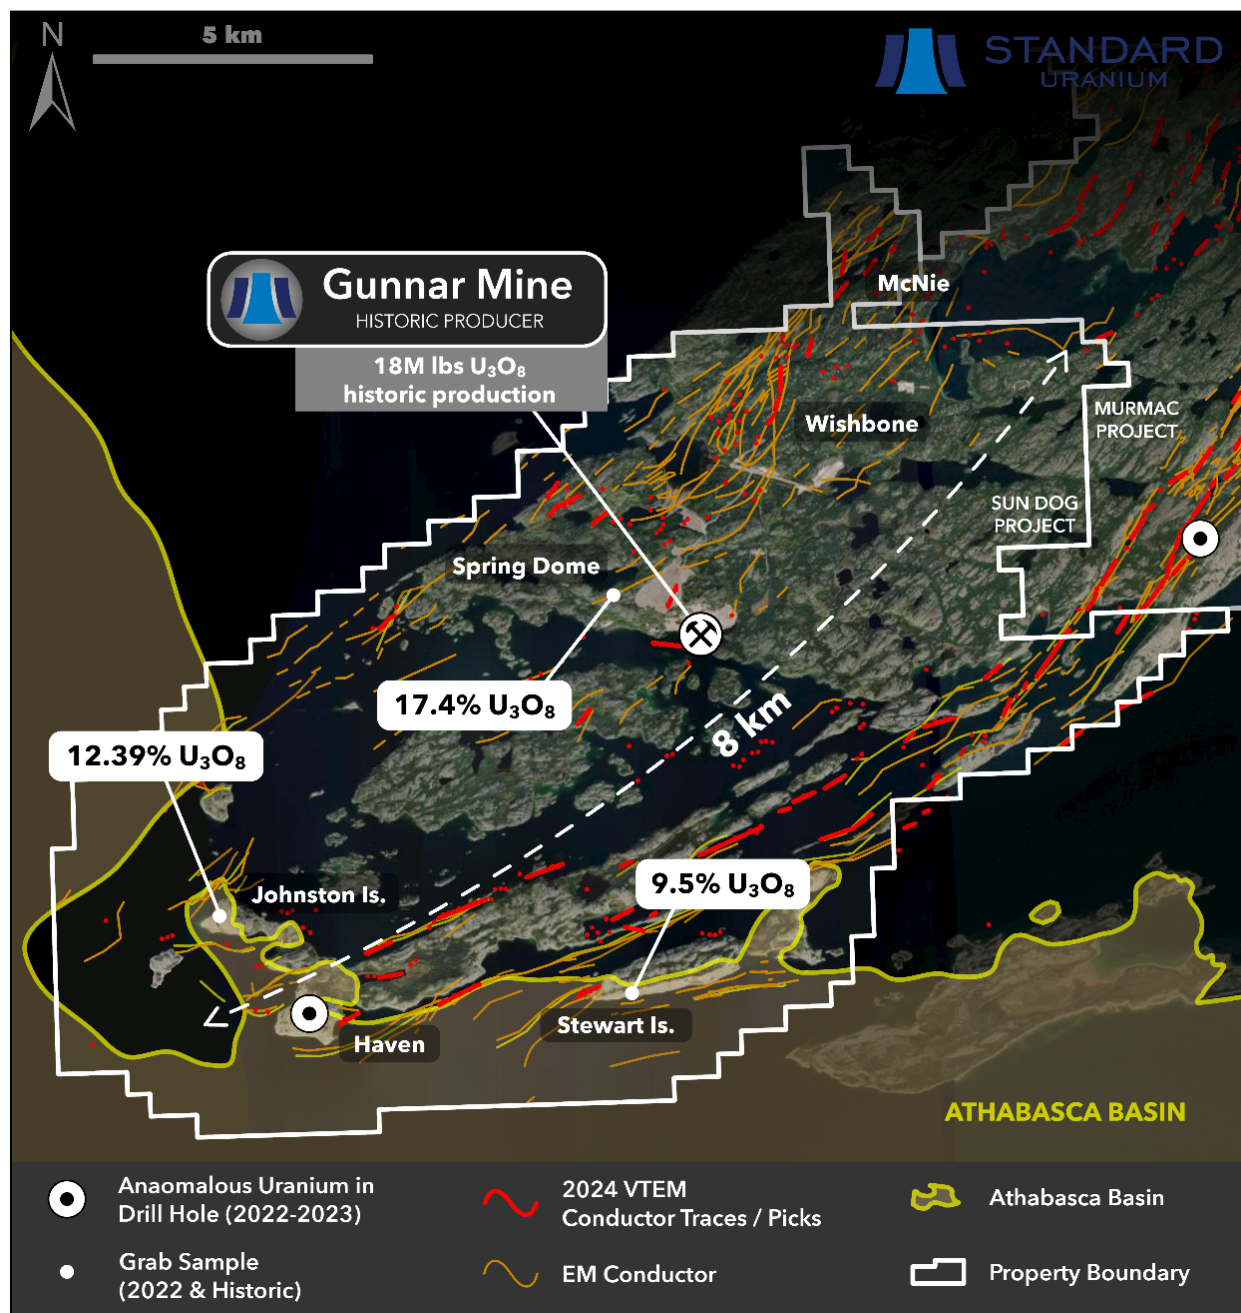 N
5 km
STANDARD
URANIUM
McNie
Gunnar Mine
HISTORIC PRODUCER
18M lbs U₃O₈
historic production
Wishbone
MURMAC
PROJECT
SUN DOG
PROJECT
Spring Dome
17.4% U₃O₈
8 km
12.39% U₃O₈
9.5% U₃O₈
Johnston Is.
Stewart Is.
Haven
ATHABASCA BASIN
Anaomalous Uranium in
Drill Hole (2022-2023)
Grab Sample
(2022 & Historic)
2024 VTEM
Conductor Traces / Picks
EM Conductor
Athabasca Basin
Property Boundary